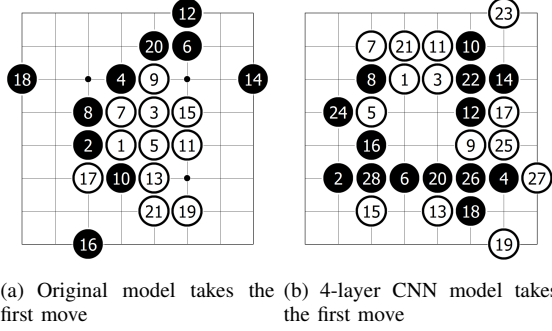 12
20 6
18 4 9 14
8 7 3 15
2 1 5 11
17 10 13
21 19
16
(a) Original model takes the
first move
23
7 21 11 10
8 1 3 22 14
24 5 12 17
16 9 25
2 28 6 20 26 4 27
15 13 18
19
(b) 4-layer CNN model takes
the first move